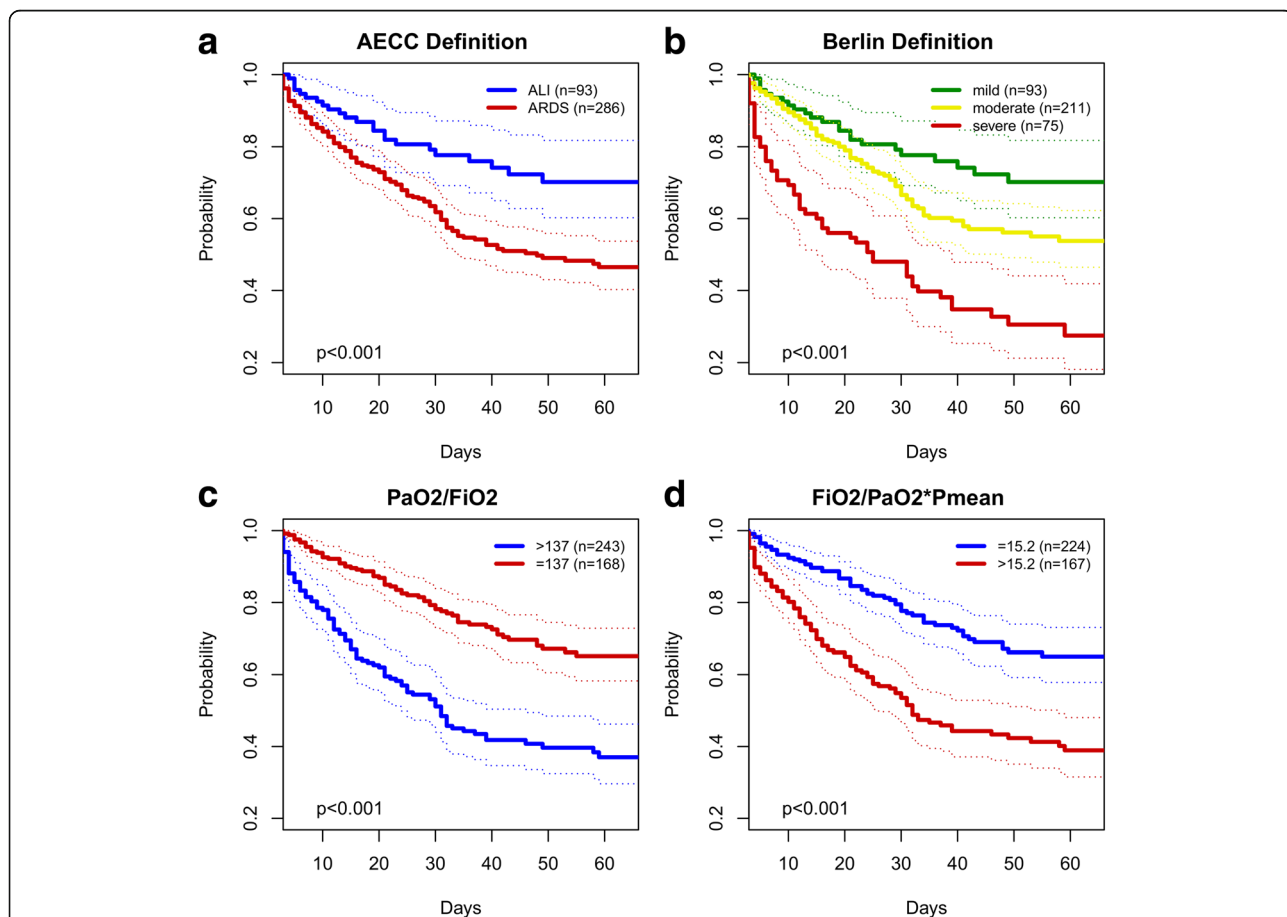 a
AECC Definition
ALI (n=93)
ARDS (n=286)
Probability
1.0
0.8
0.6
0.4
0.2
p<0.001
10 20 30 40 50 60
Days
b
Berlin Definition
mild (n=93)
moderate (n=211)
severe (n=75)
Probability
1.0
0.8
0.6
0.4
0.2
p<0.001
10 20 30 40 50 60
Days
c
PaO2/FiO2
>137 (n=243)
=137 (n=168)
Probability
1.0
0.8
0.6
0.4
0.2
p<0.001
10 20 30 40 50 60
Days
d
FiO2/PaO2*Pmean
=15.2 (n=224)
>15.2 (n=167)
Probability
1.0
0.8
0.6
0.4
0.2
p<0.001
10 20 30 40 50 60
Days